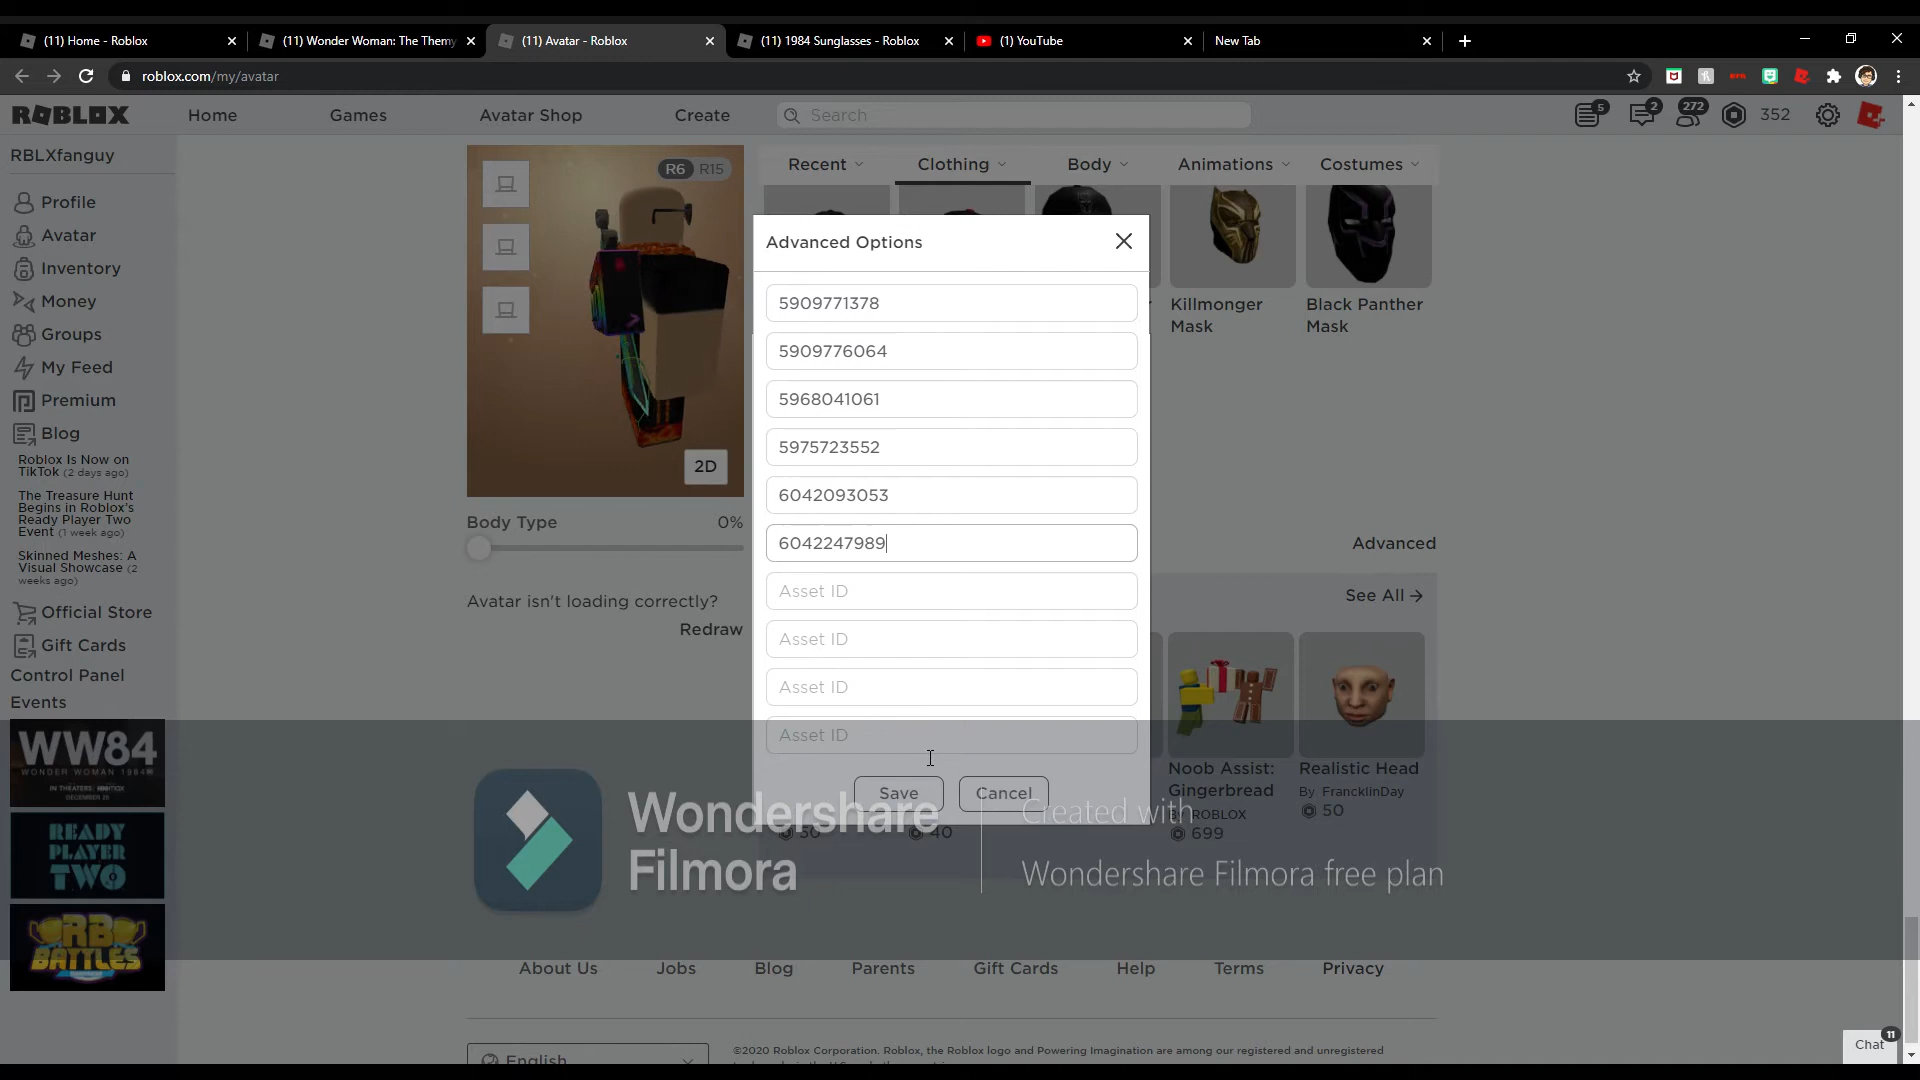 (11) Home - Roblox
(11) Wonder Woman: The Themy
(11) Avatar - Roblox
(11) 1984 Sunglasses - Roblox
(1) YouTube
New Tab
roblox.com/my/avatar
ROBLOX
Home
Games
Avatar Shop
Create
Search
5
2
272
352
RBLXfanguy
Profile
Avatar
Inventory
Money
Groups
My Feed
Premium
Blog
Roblox Is Now on
TikTok (2 days ago)
The Treasure Hunt
Begins in Roblox's
Ready Player Two
Event (1 week ago)
Skinned Meshes: A
Visual Showcase (2
weeks ago)
Official Store
Gift Cards
Control Panel
Events
WW84
WONDER WOMAN 1984
READY
PLAYER
TWO
RB
BATTLES
R6 R15
2D
Body Type 0%
Avatar isn't loading correctly?
Redraw
Recent
Clothing
Body
Animations
Costumes
Killmonger
Mask
Black Panther
Mask
Advanced Options
5909771378
5909776064
5968041061
5975723552
6042093053
6042247989
Asset ID
Asset ID
Asset ID
Asset ID
Save
Cancel
Advanced
See All
Noob Assist:
Gingerbread
By ROBLOX
699
Realistic Head
By FrancklinDay
50
50
40
Wondershare
Filmora
Created with
Wondershare Filmora free plan
About Us
Jobs
Blog
Parents
Gift Cards
Help
Terms
Privacy
English
©2020 Roblox Corporation. Roblox, the Roblox logo and Powering Imagination are among our registered and unregistered
Chat
11